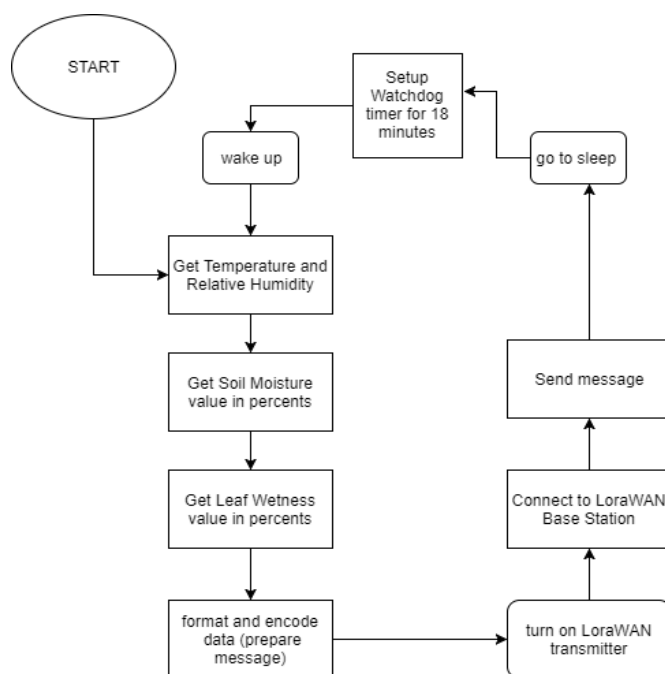 START
Setup
Watchdog
timer for 18
minutes
wake up
go to sleep
Get Temperature and
Relative Humidity
Get Soil Moisture
value in percents
Send message
Get Leaf Wetness
value in percents
Connect to LoraWAN
Base Station
format and encode
data (prepare
message)
turn on LoraWAN
transmitter